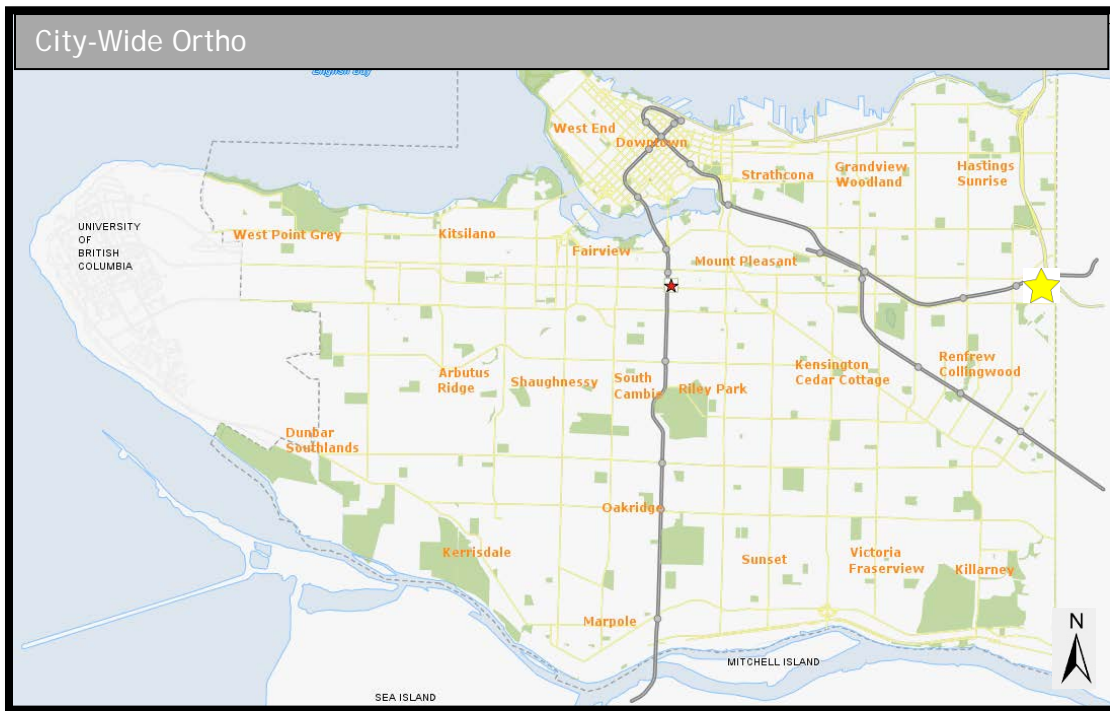 City-Wide Ortho
English Bay
West End
Downtown
Strathcona
Grandview
Woodland
Hastings
Sunrise
UNIVERSITY
OF
BRITISH
COLUMBIA
West Point Grey
Kitsilano
Fairview
Mount Pleasant
Arbutus
Ridge
Shaughnessy
South
Cambie
Riley Park
Kensington
Cedar Cottage
Renfrew
Collingwood
Dunbar
Southlands
Oakridge
Kerrisdale
Sunset
Victoria
Fraserview
Killarney
Marpole
N
MITCHELL ISLAND
SEA ISLAND